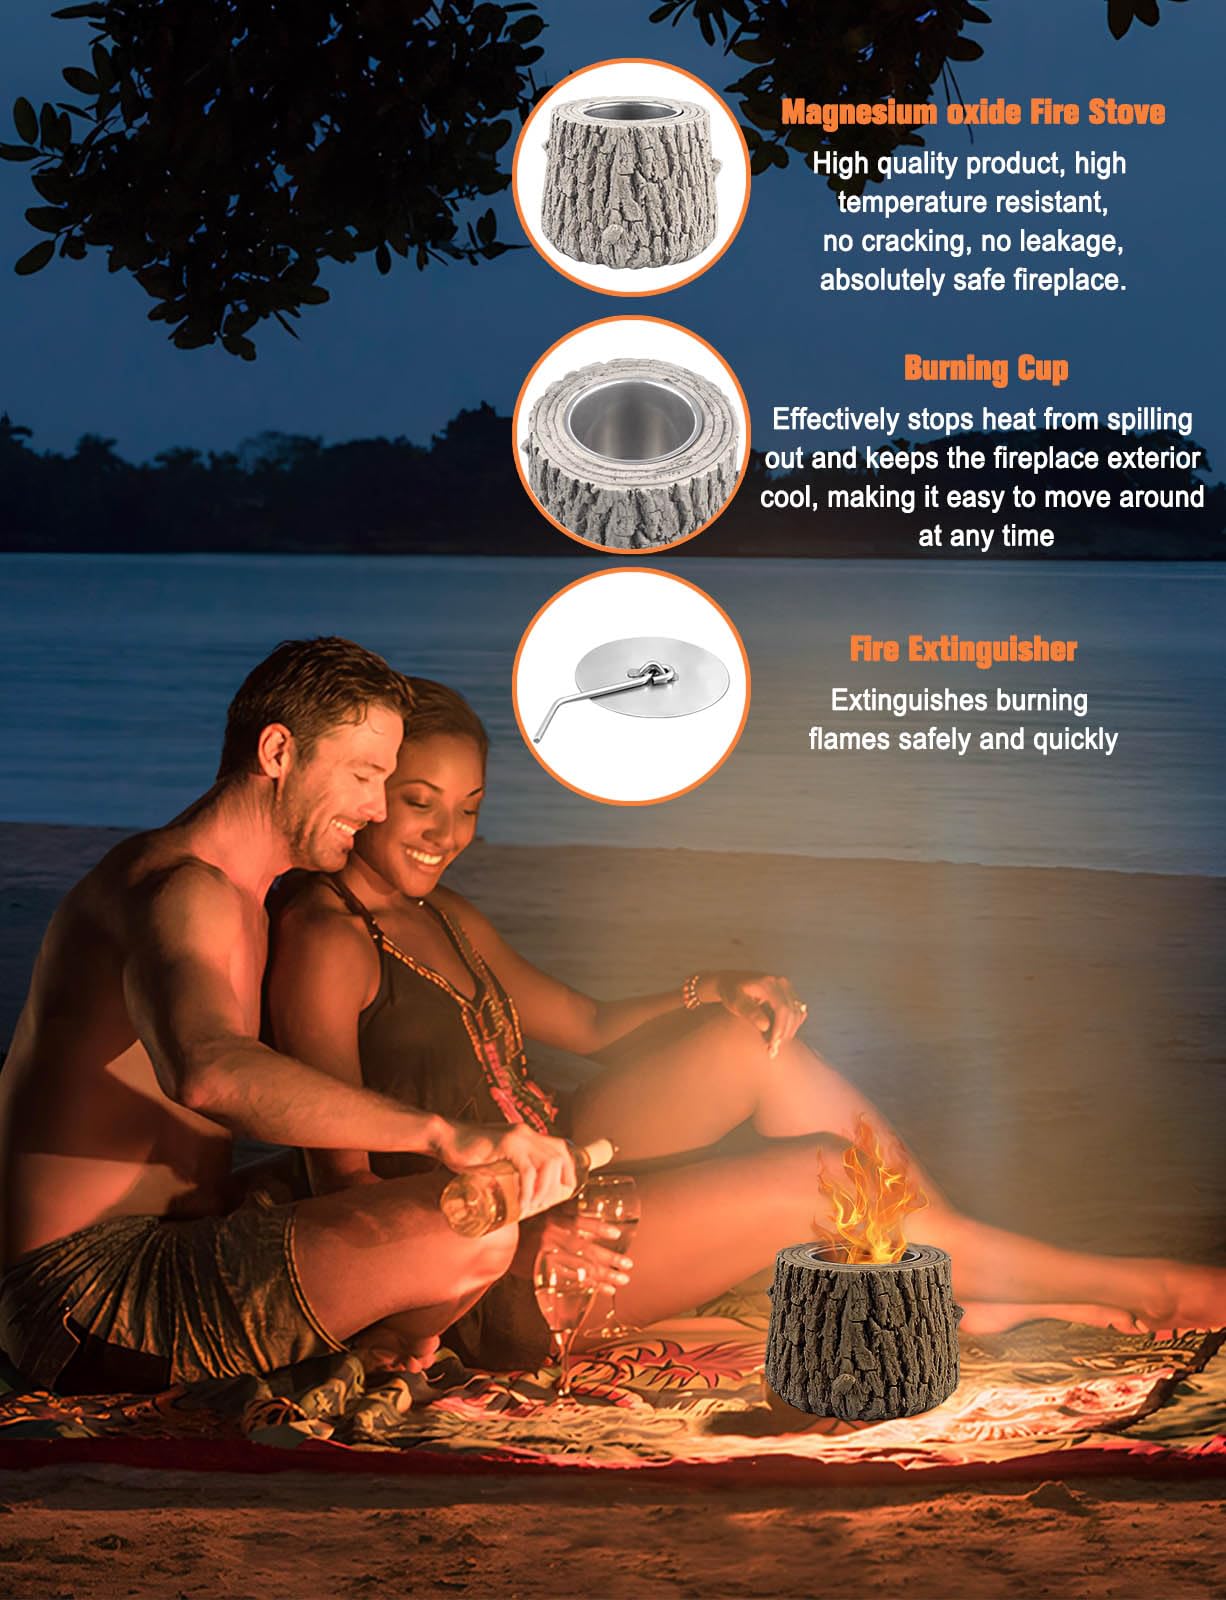 Magnesium oxide Fire Stove
High quality product, high
temperature resistant,
no cracking, no leakage,
absolutely safe fireplace.
Burning Cup
Effectively stops heat from spilling
out and keeps the fireplace exterior
cool, making it easy to move around
at any time
Fire Extinguisher
Extinguishes burning
flames safely and quickly